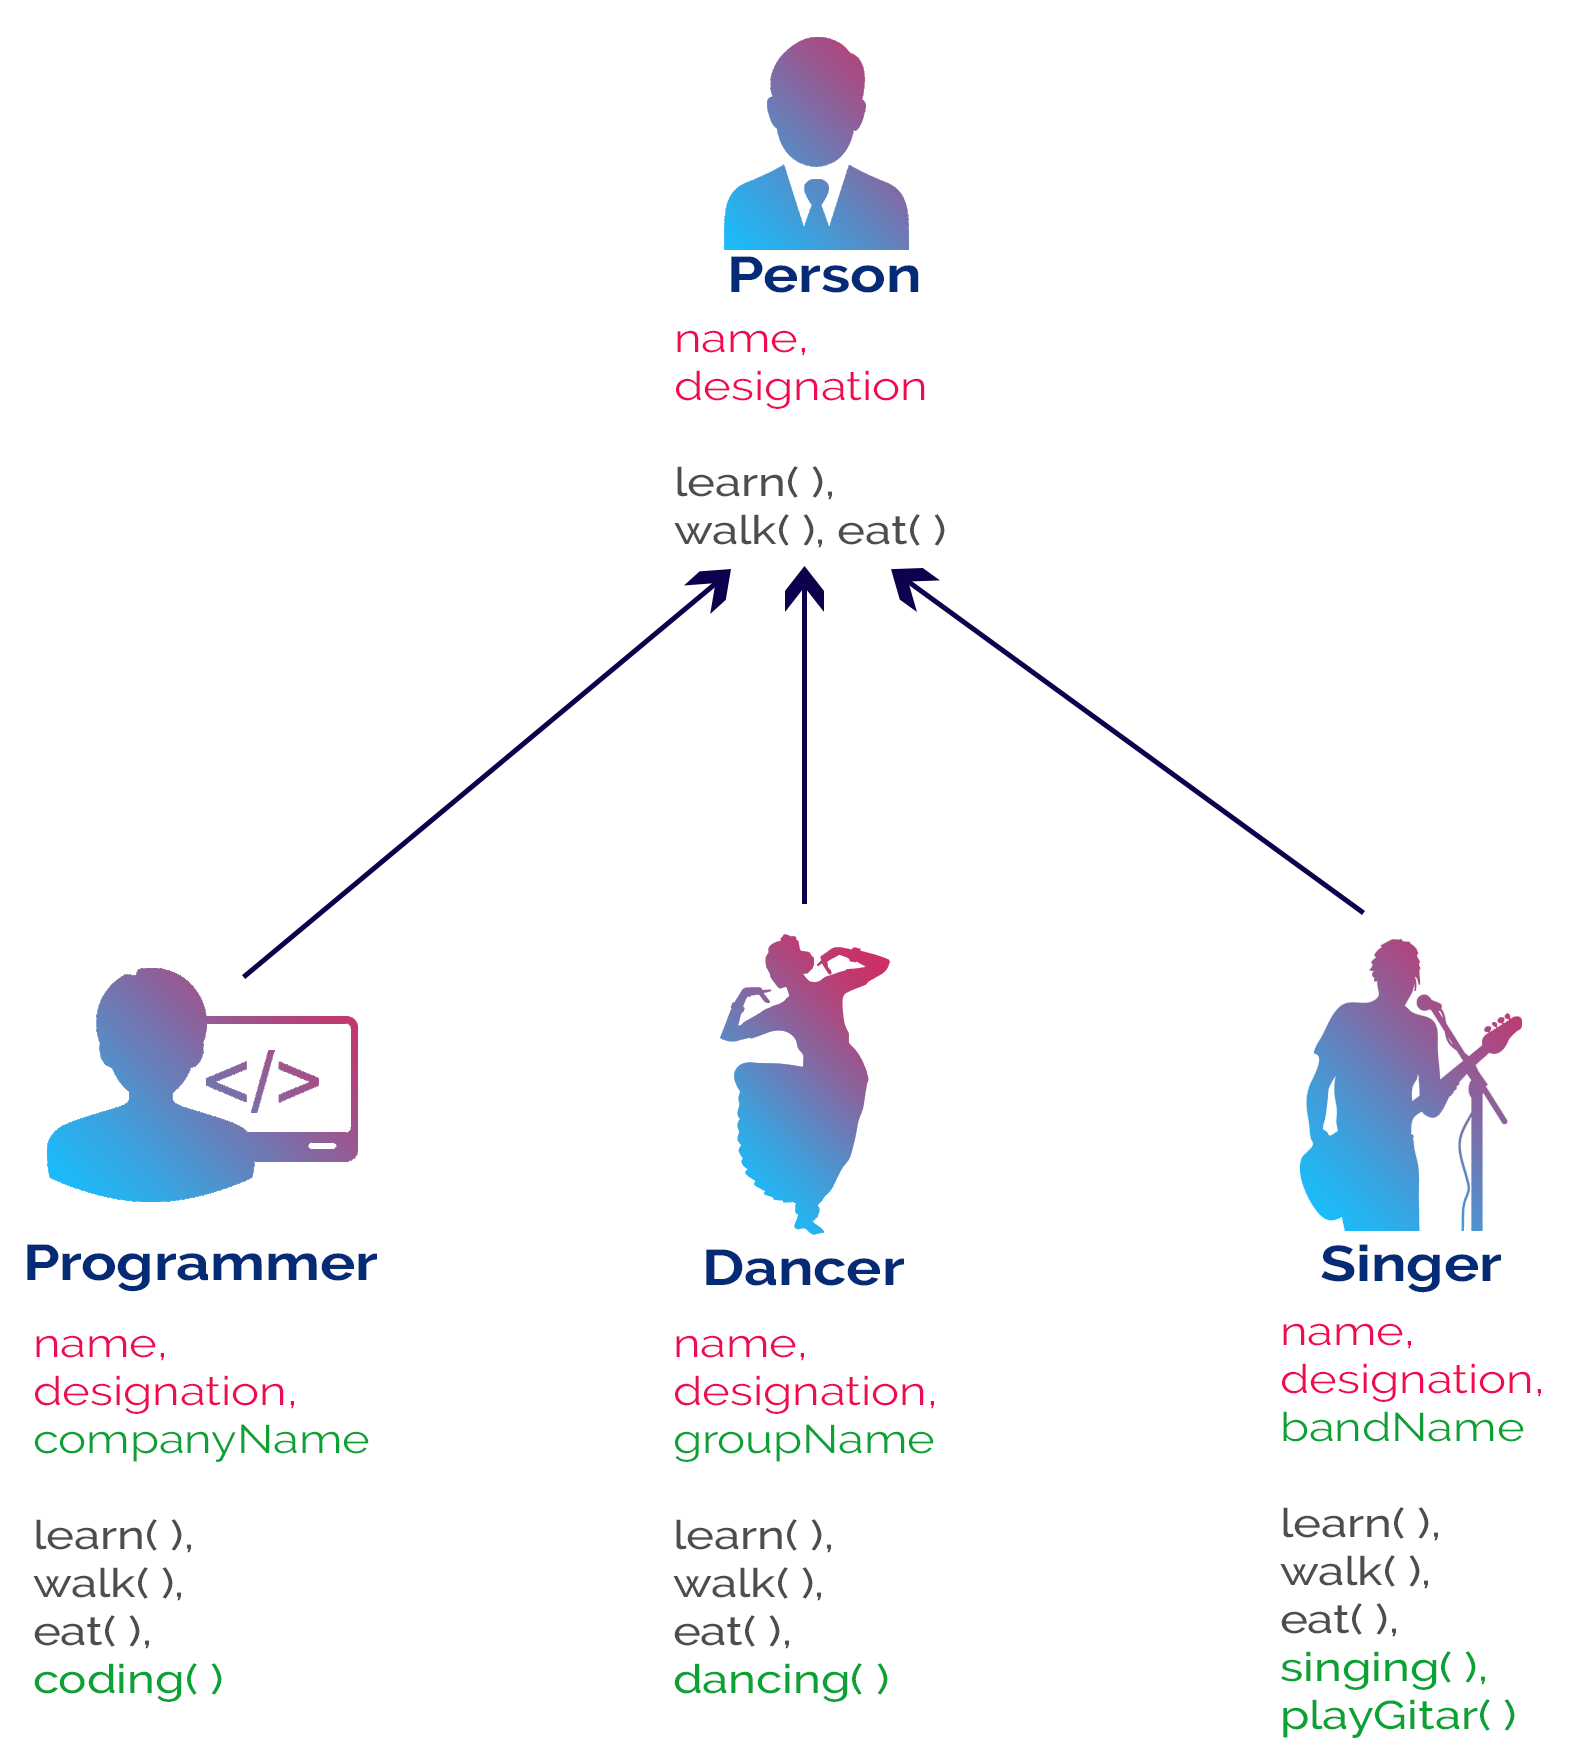 Person
name,
designation
learn( ),
walk( ), eat( )
</>
Programmer
name,
designation,
companyName
learn( ),
walk( ),
eat( ),
coding( )
Dancer
name,
designation,
groupName
learn( ),
walk( ),
eat( ),
dancing( )
Singer
name,
designation,
bandName
learn( ),
walk( ),
eat( ),
singing( ),
playGitar( )